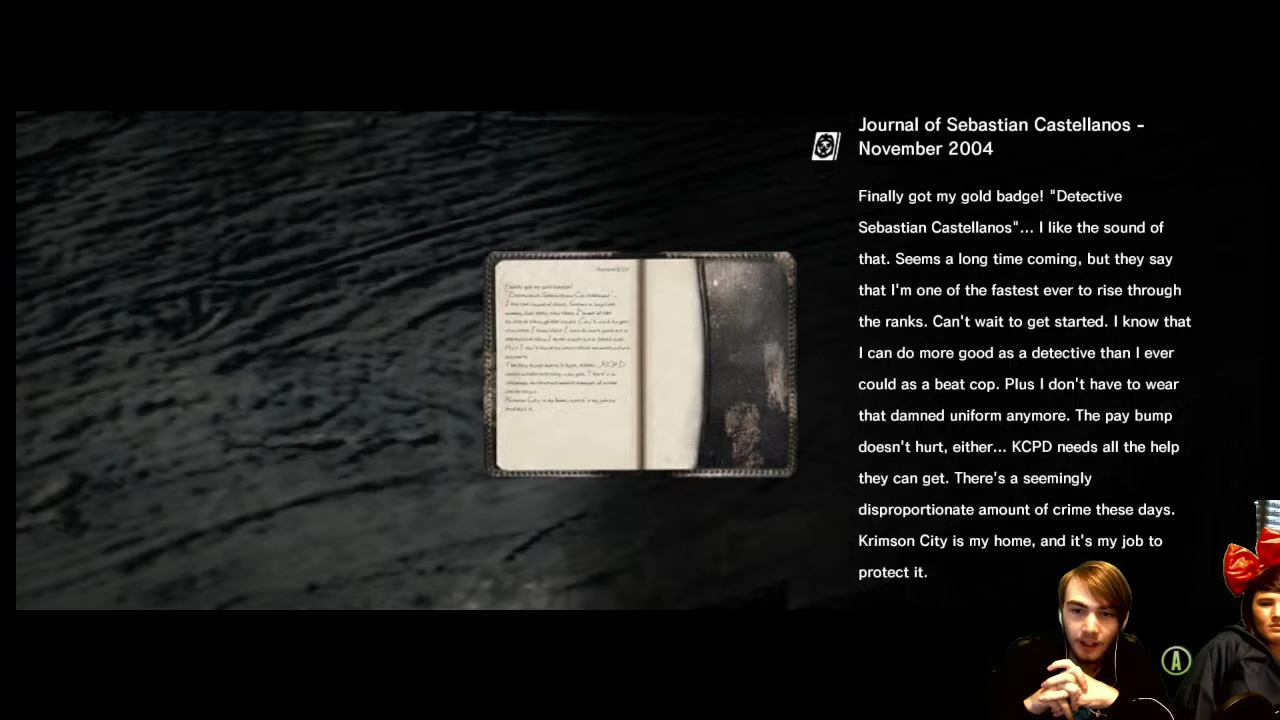 Journal of Sebastian Castellanos -
November 2004
Finally got my gold badge! "Detective
Sebastian Castellanos"... I like the sound of
that. Seems a long time coming, but they say
that I'm one of the fastest ever to rise through
the ranks. Can't wait to get started. I know that
I can do more good as a detective than I ever
could as a beat cop. Plus I don't have to wear
that damned uniform anymore. The pay bump
doesn't hurt, either... KCPD needs all the help
they can get. There's a seemingly
disproportionate amount of crime these days.
Krimson City is my home, and it's my job to
protect it.
A